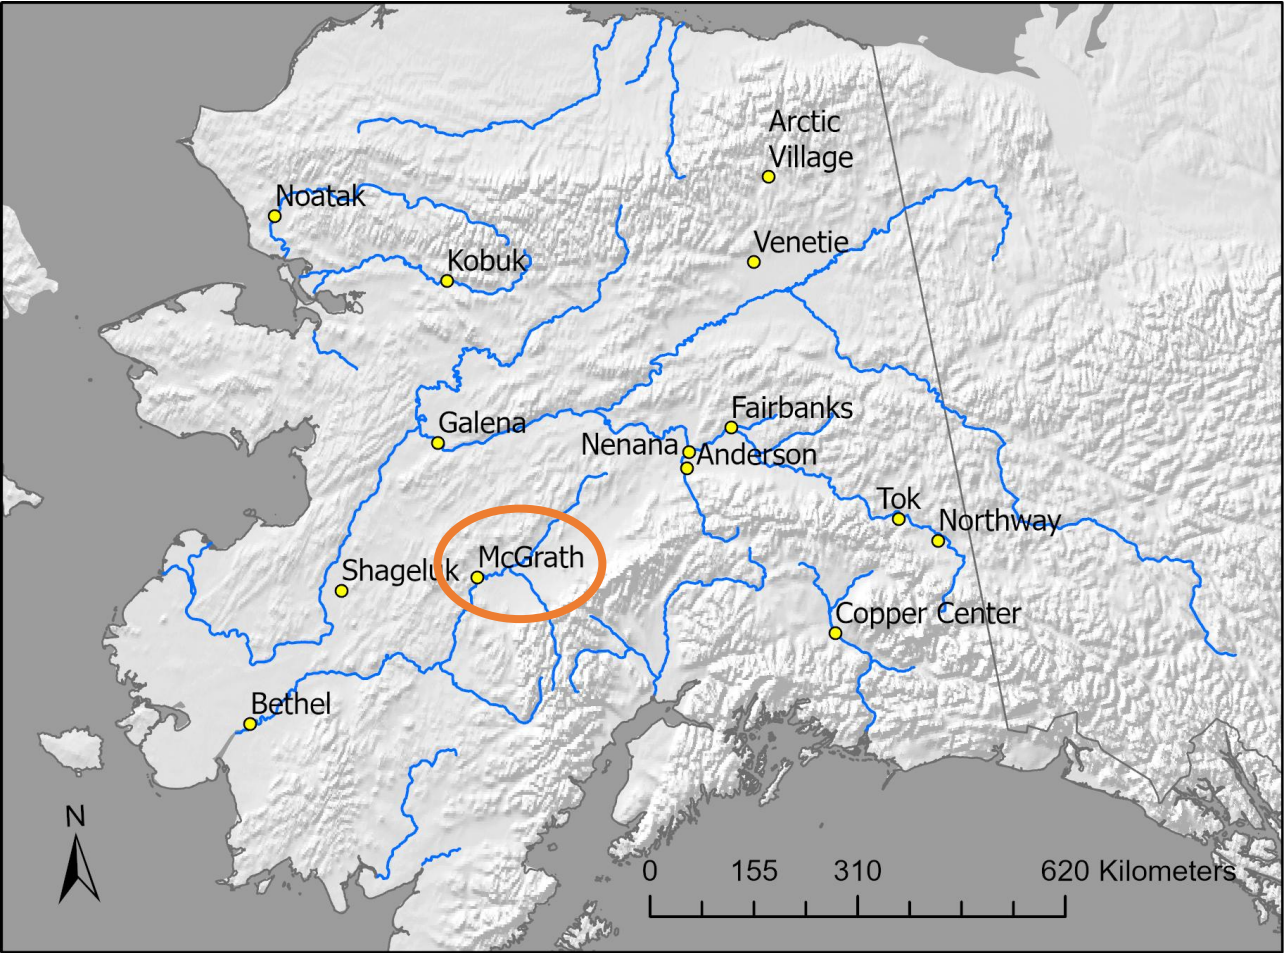 Arctic
Village
Noatak
Venetie
Kobuk
Fairbanks
Galena
Nenana
Anderson
Tok
Northway
McGrath
Shageluk
Copper Center
Bethel
N
0 155 310 620 Kilometers